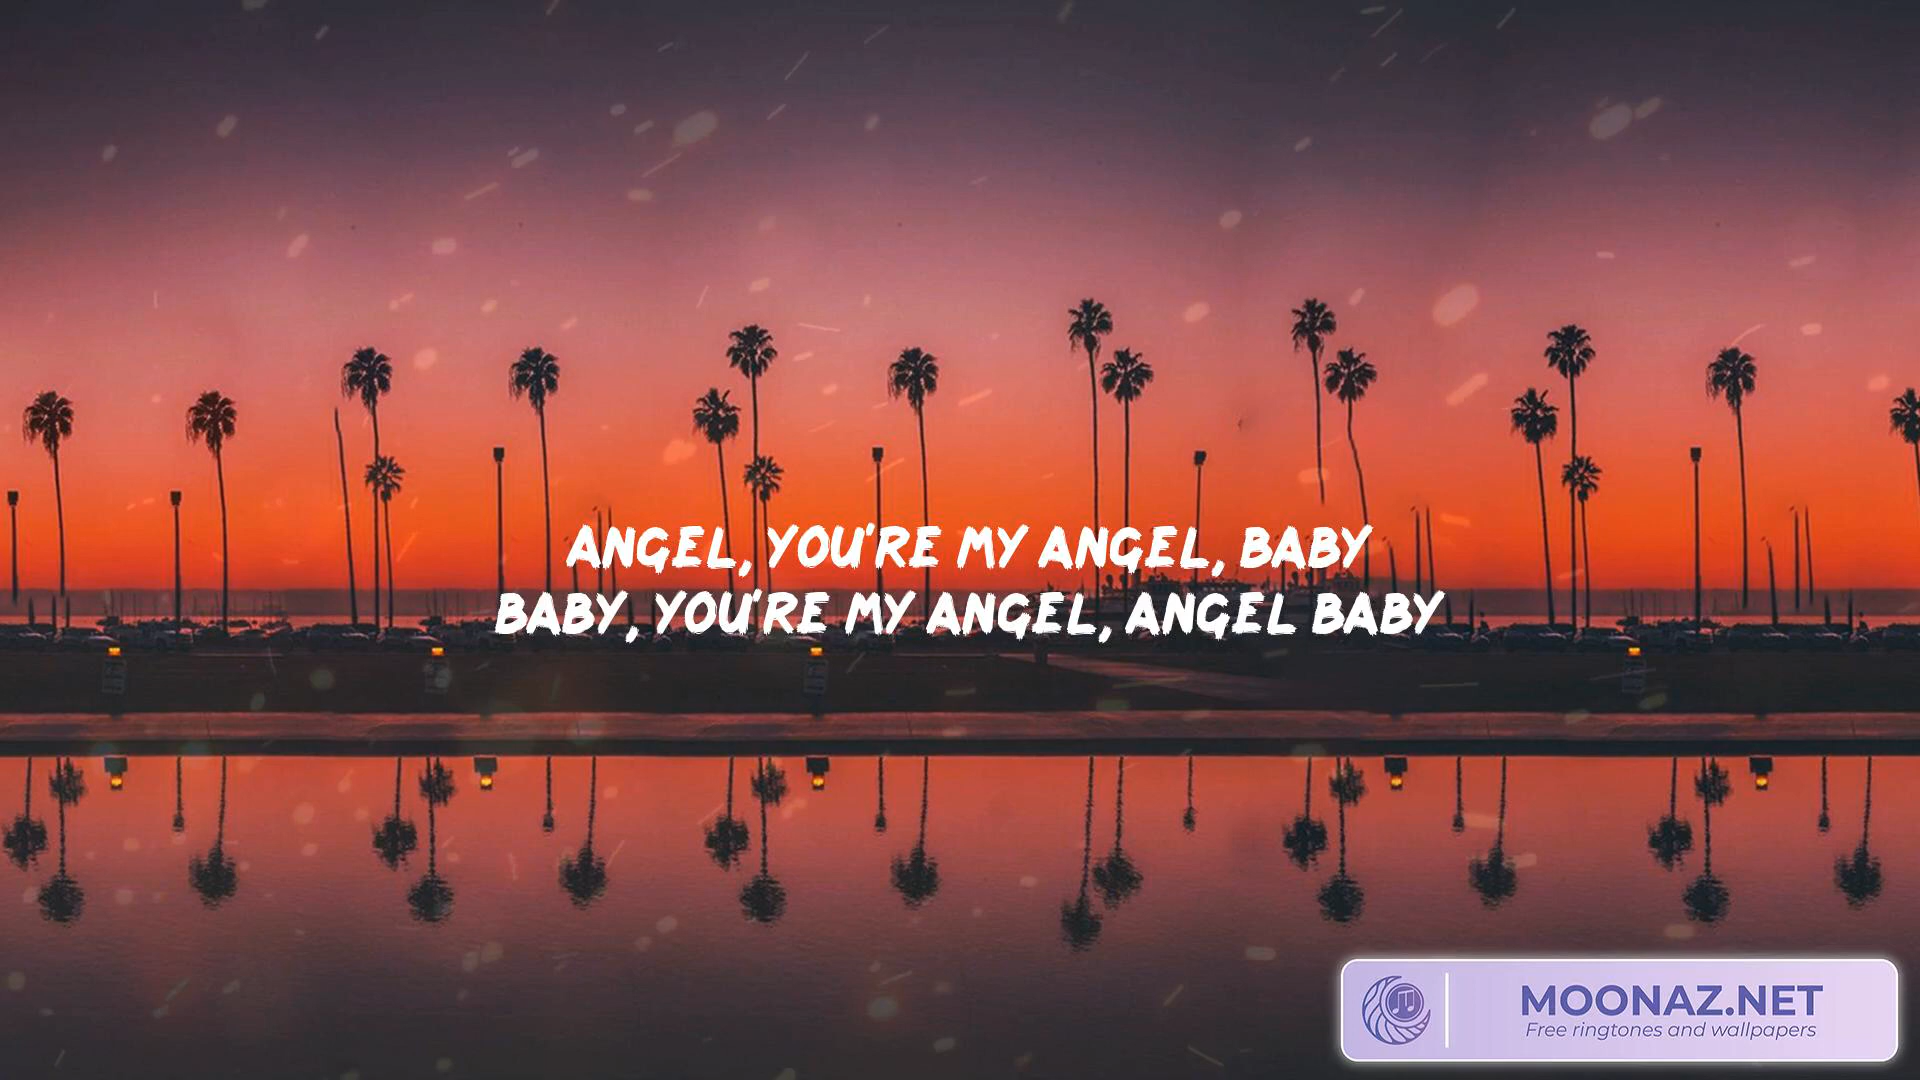 ANGEL, YOU'RE MY ANGEL, BABY
BABY, YOU'RE MY ANGEL, ANGEL BABY
MOONAZ.NET
Free ringtones and wallpapers